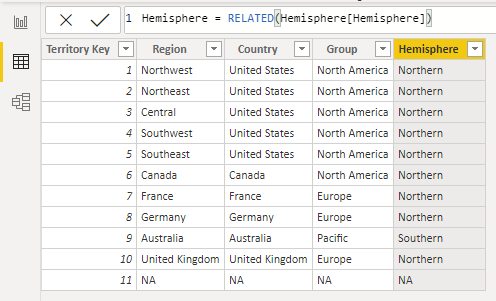 1 Hemisphere = RELATED(Hemisphere[Hemisphere])
Territory Key Region Country Group Hemisphere
1 Northwest United States North America Northern
2 Northeast United States North America Northern
3 Central United States North America Northern
4 Southwest United States North America Northern
5 Southeast United States North America Northern
6 Canada Canada North America Northern
7 France France Europe Northern
8 Germany Germany Europe Northern
9 Australia Australia Pacific Southern
10 United Kingdom United Kingdom Europe Northern
11 NA NA NA NA